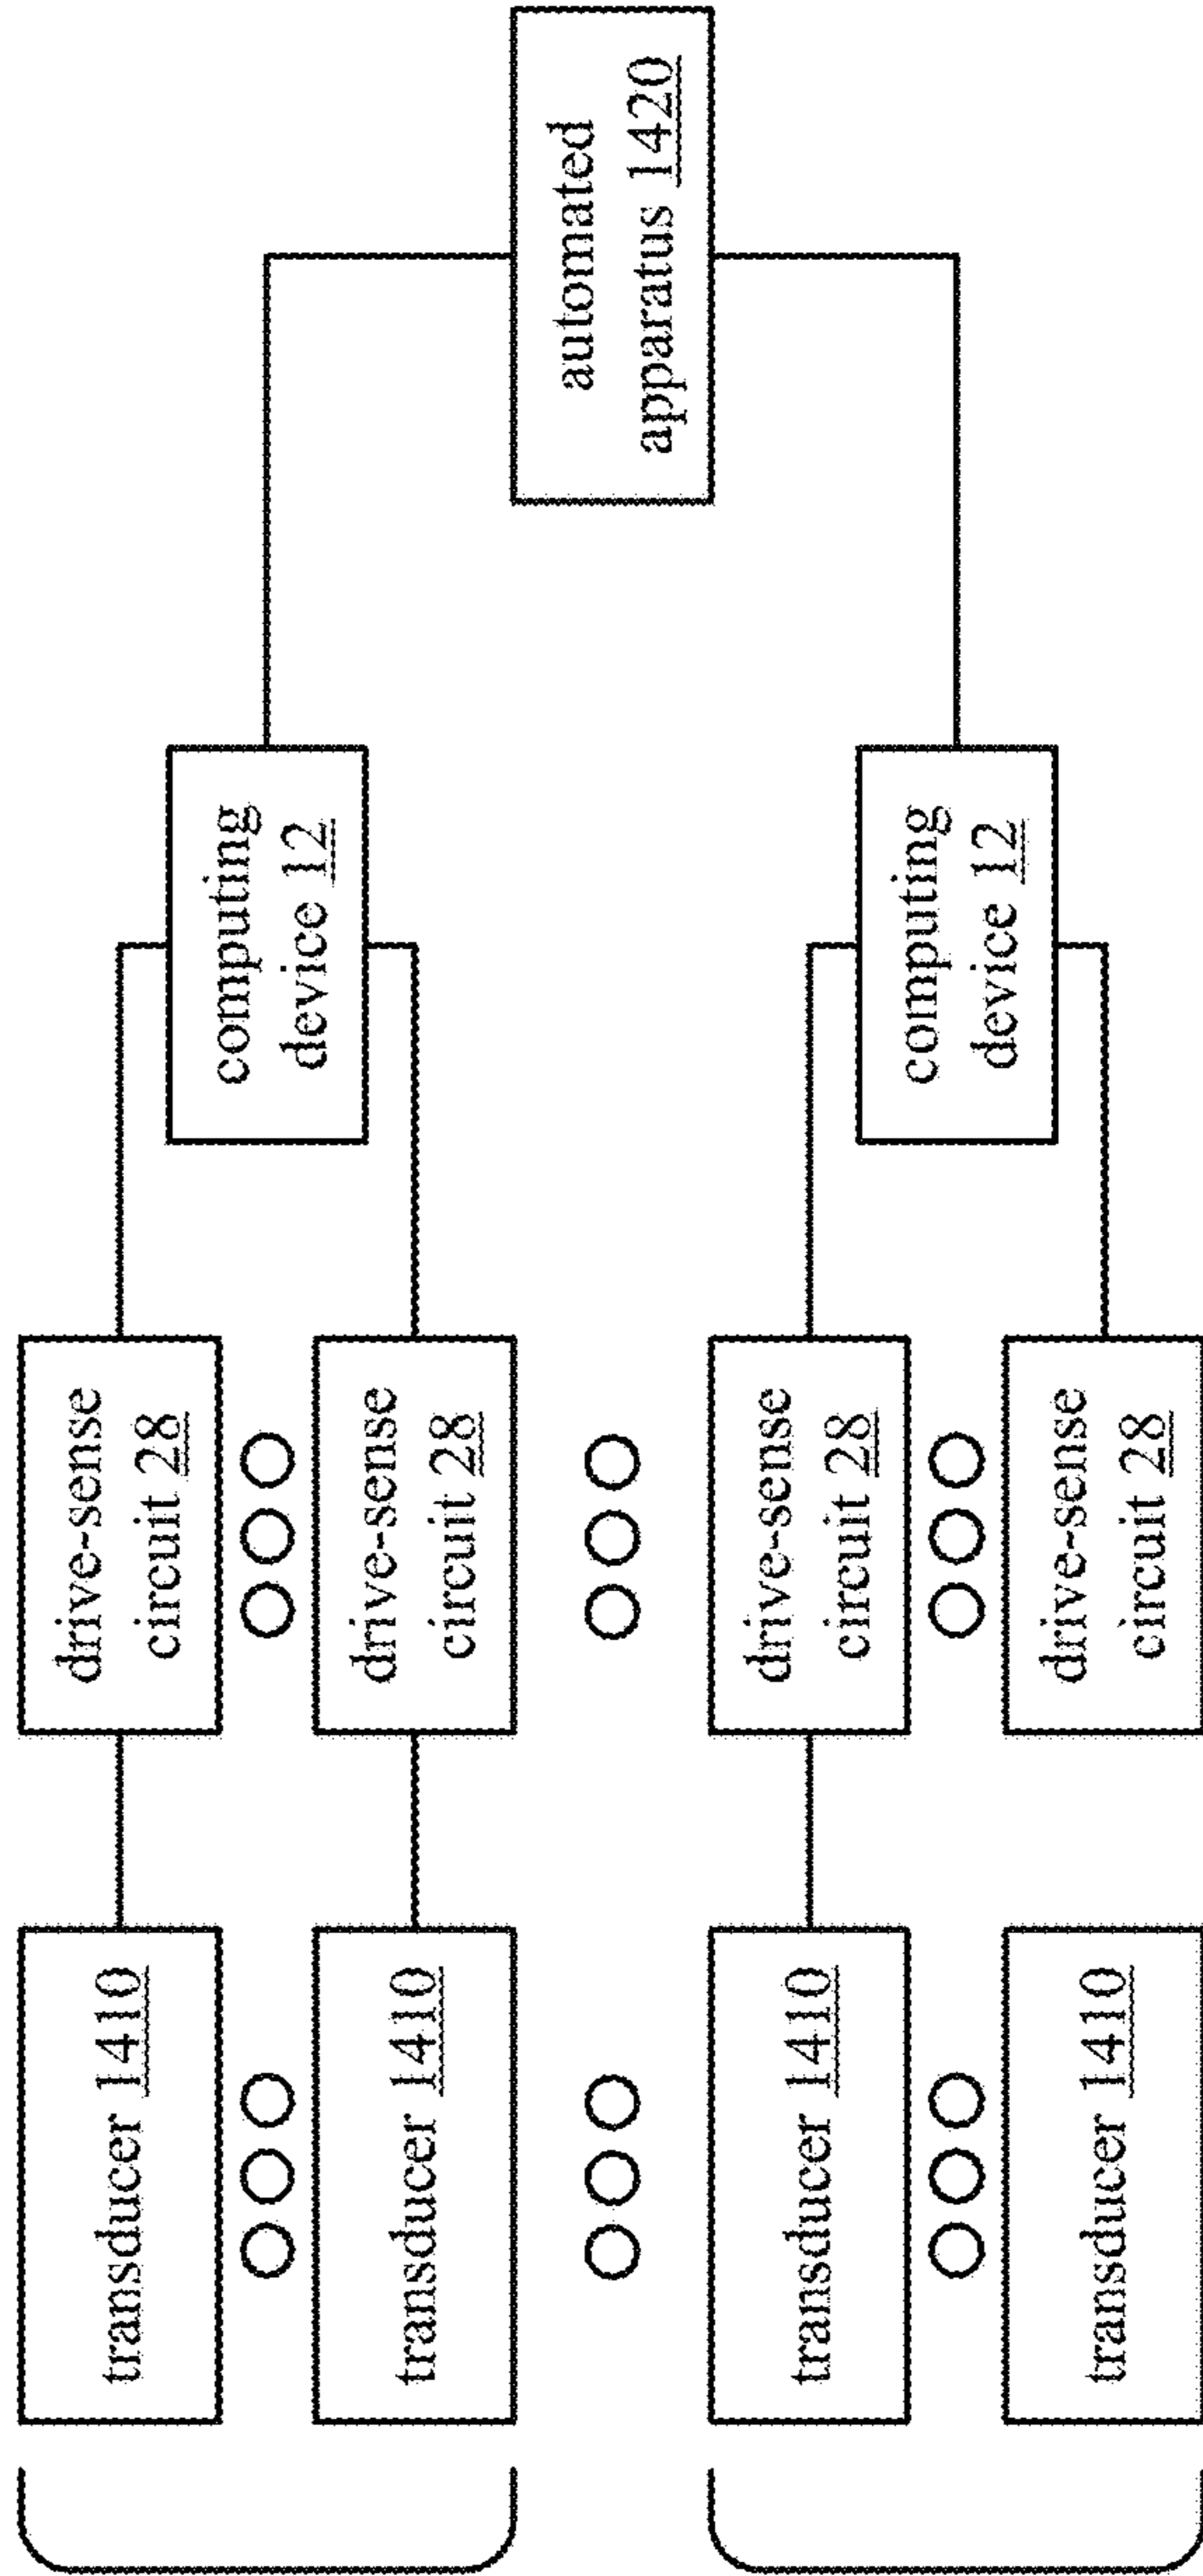 transducer 1410
drive-sense
circuit 28
computing
device 12
transducer 1410
drive-sense
circuit 28
automated
apparatus 1420
transducer 1410
drive-sense
circuit 28
computing
device 12
transducer 1410
drive-sense
circuit 28